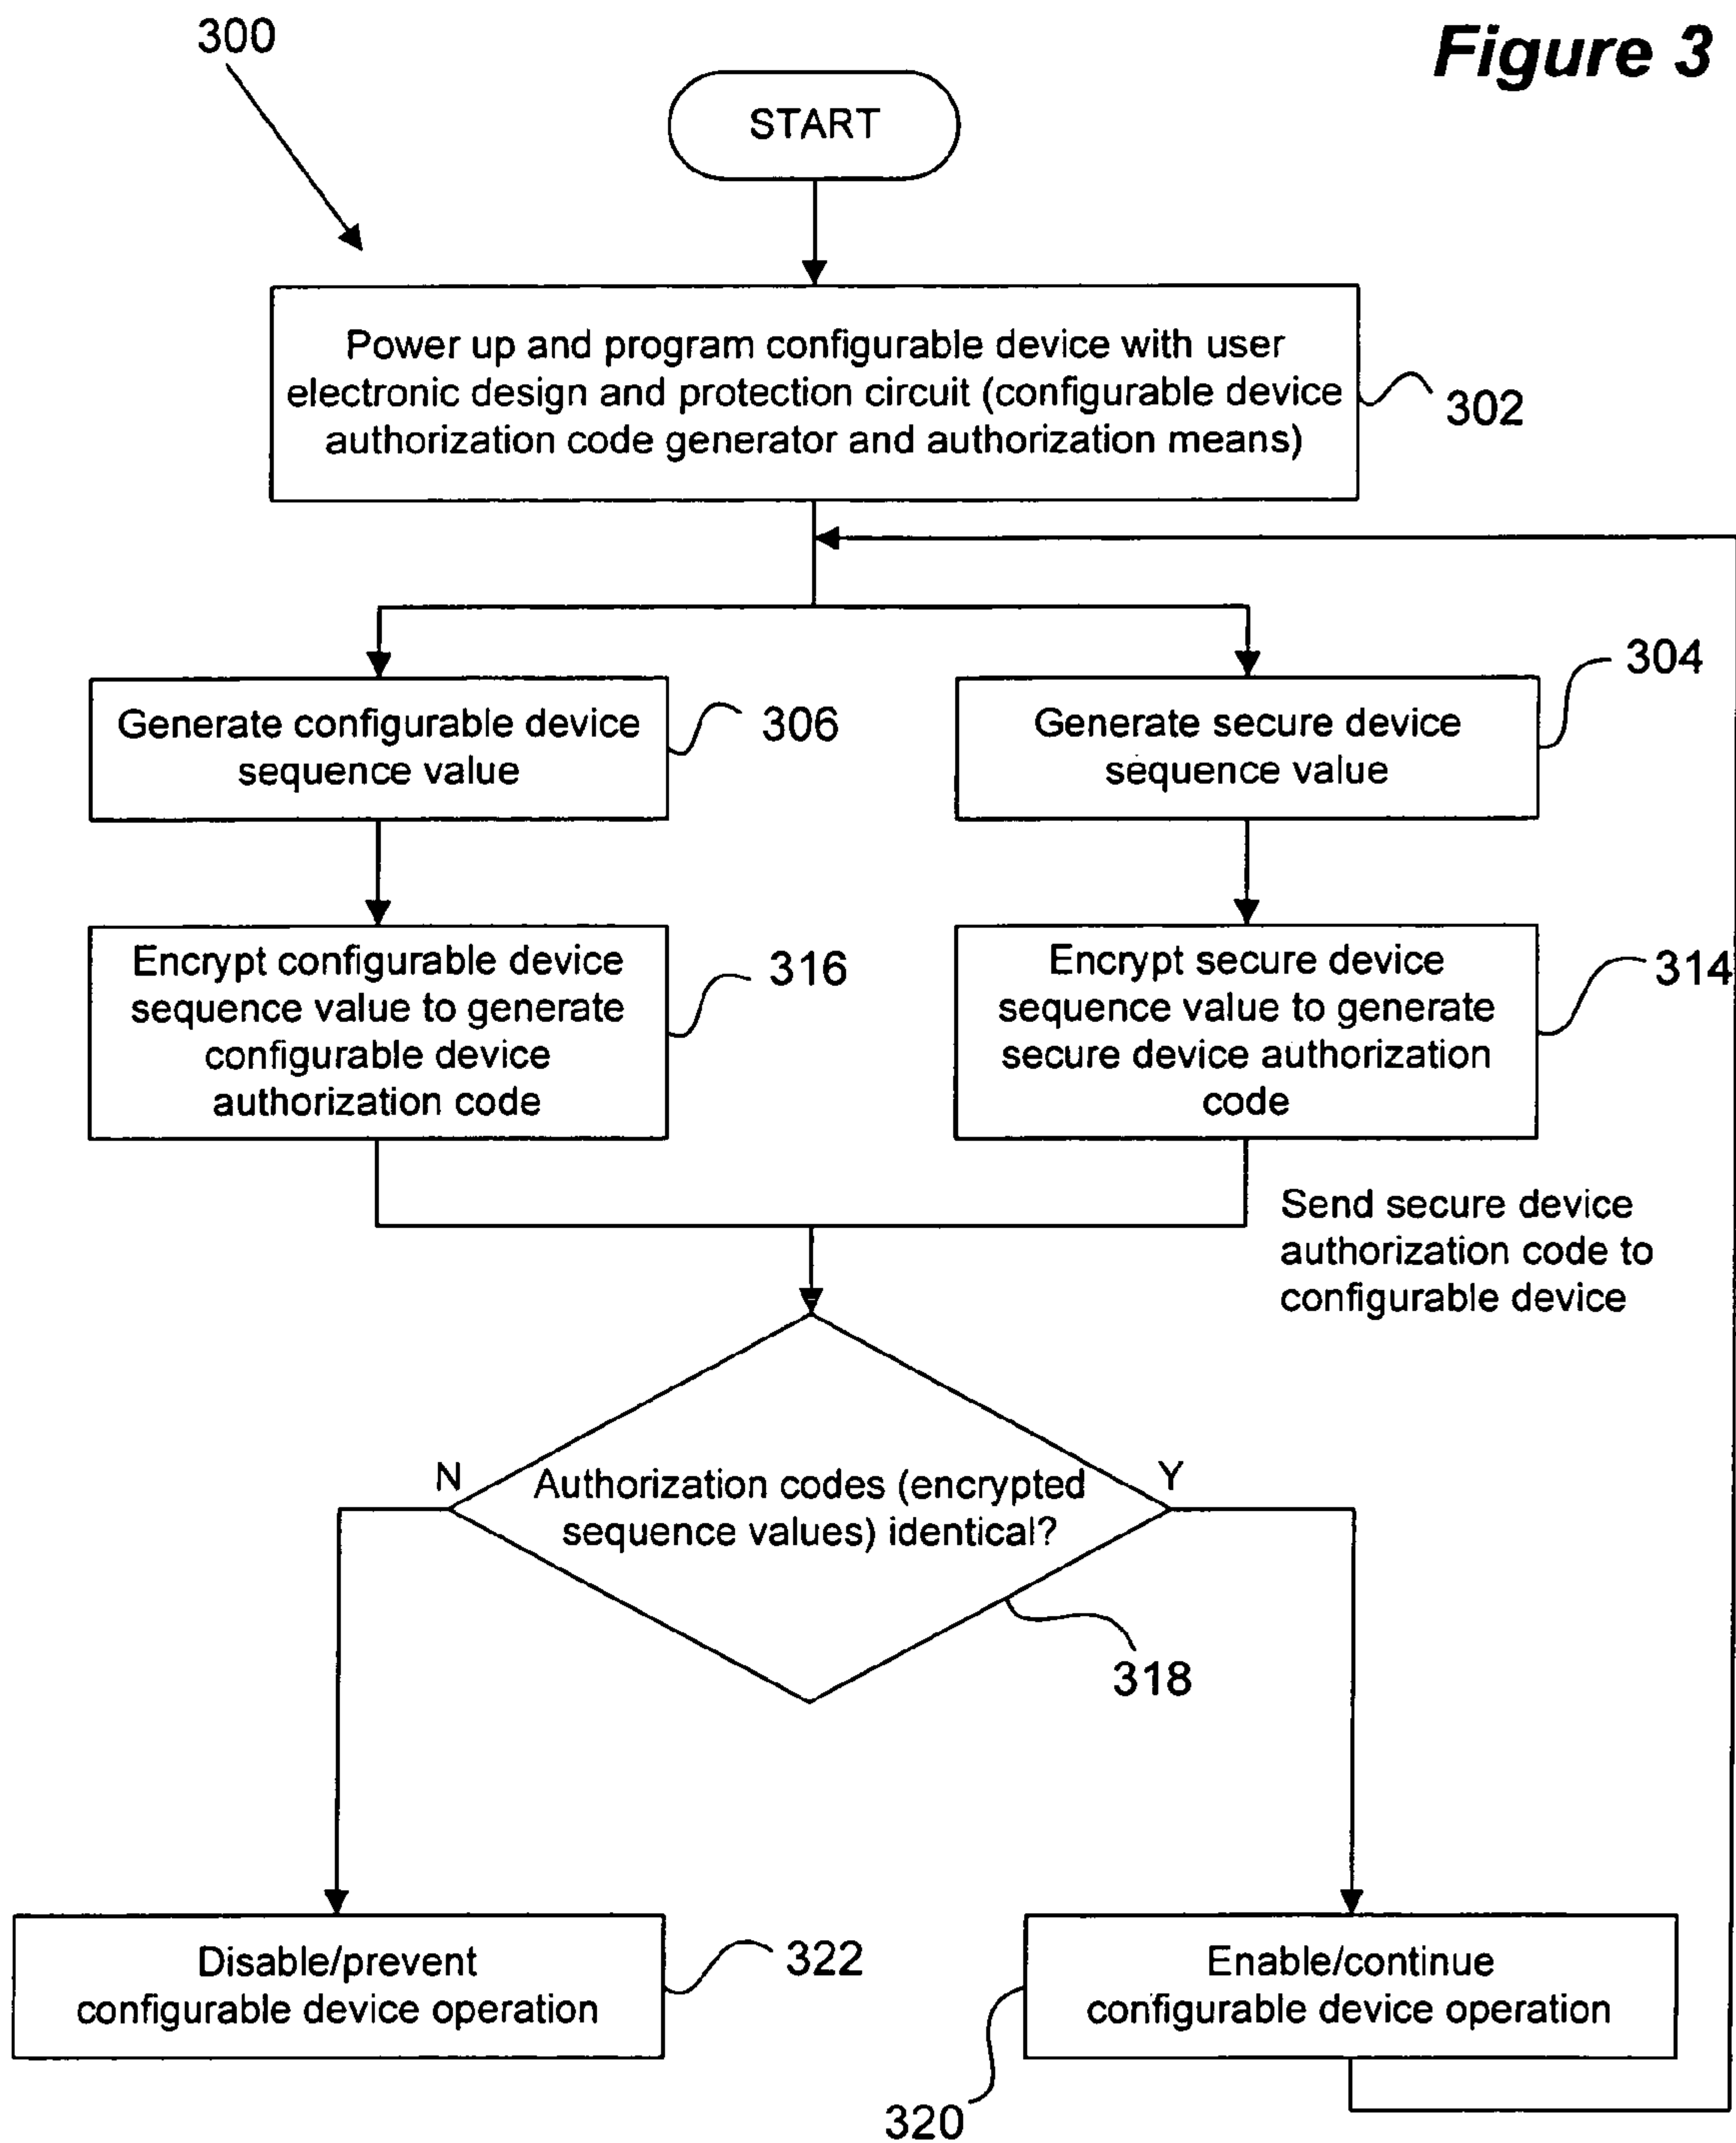 300
Figure 3
START
Power up and program configurable device with user
electronic design and protection circuit (configurable device
authorization code generator and authorization means)
302
Generate configurable device
sequence value
306
Generate secure device
sequence value
304
Encrypt configurable device
sequence value to generate
configurable device
authorization code
316
Encrypt secure device
sequence value to generate
secure device authorization
code
314
Send secure device
authorization code to
configurable device
N
Authorization codes (encrypted
sequence values) identical?
Y
318
Disable/prevent
configurable device operation
322
Enable/continue
configurable device operation
320